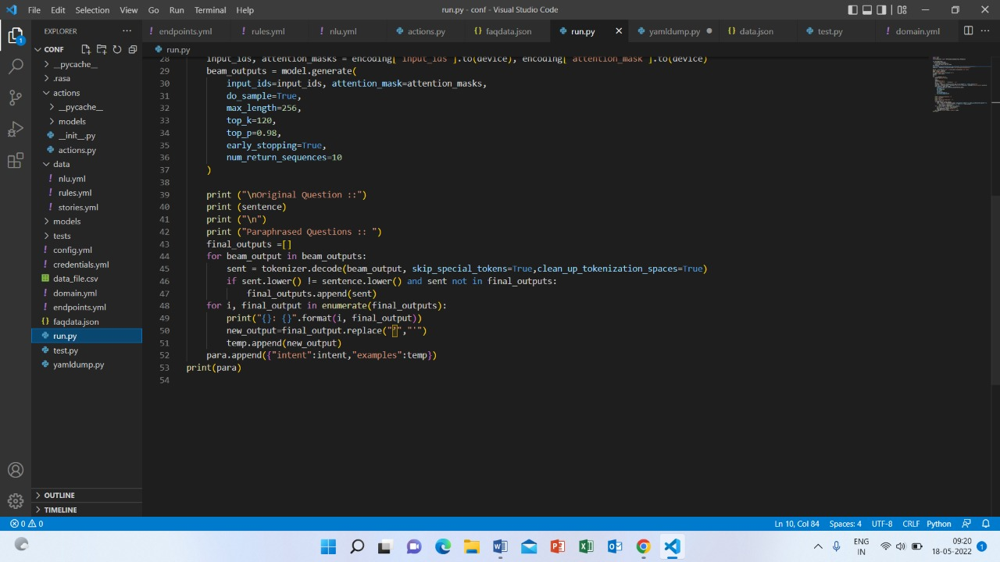 File Edit Selection View Go Run Terminal Help run.py - conf - Visual Studio Code
EXPLORER ··· ! endpoints.yml ! rules.yml ! nlu.yml actions.py {} faqdata.json run.py × yamldump.py ● {} data.json test.py ! domain.yml ···
1
CONF
run.py
__pycache__
.rasa
actions
__pycache__
models
__init__.py
actions.py
data
! nlu.yml
! rules.yml
! stories.yml
models
tests
! config.yml
! credentials.yml
data_file.csv
! domain.yml
! endpoints.yml
{} faqdata.json
run.py
test.py
yamldump.py
OUTLINE
TIMELINE
28 input_ids, attention_masks = encoding["input_ids"].to(device), encoding["attention_mask"].to(device)
29 beam_outputs = model.generate(
30 input_ids=input_ids, attention_mask=attention_masks,
31 do_sample=True,
32 max_length=256,
33 top_k=120,
34 top_p=0.98,
35 early_stopping=True,
36 num_return_sequences=10
37 )
38
39 print ("\nOriginal Question ::")
40 print (sentence)
41 print ("\n")
42 print ("Paraphrased Questions :: ")
43 final_outputs =[]
44 for beam_output in beam_outputs:
45 sent = tokenizer.decode(beam_output, skip_special_tokens=True,clean_up_tokenization_spaces=True)
46 if sent.lower() != sentence.lower() and sent not in final_outputs:
47 final_outputs.append(sent)
48 for i, final_output in enumerate(final_outputs):
49 print("{}: {}".format(i, final_output))
50 new_output=final_output.replace("’","'")
51 temp.append(new_output)
52 para.append({"intent":intent,"examples":temp})
53 print(para)
54
0 0 Ln 10, Col 84 Spaces: 4 UTF-8 CRLF Python
ENG
IN
09:20
18-05-2022
1